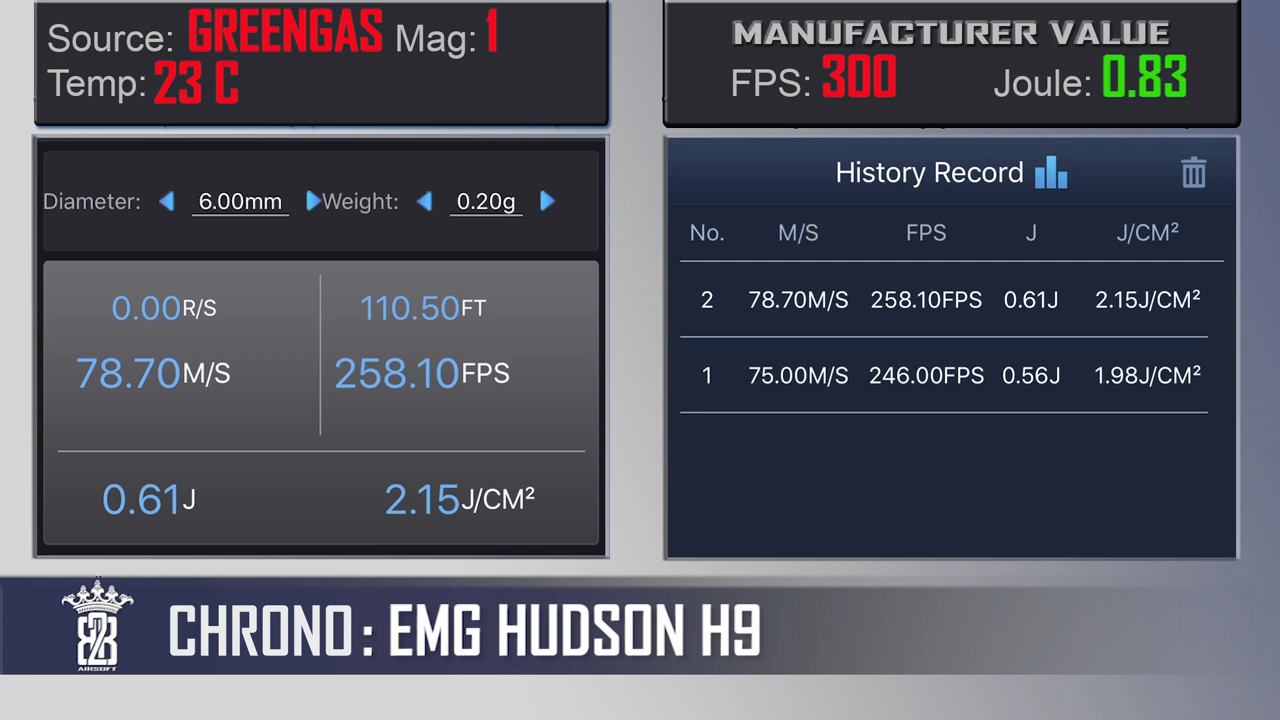 Source: GREENGAS Mag: 1
Temp: 23 C
MANUFACTURER VALUE
FPS: 300 Joule: 0.83
Diameter: 6.00mm Weight: 0.20g
0.00R/S 110.50FT
78.70M/S 258.10FPS
0.61J 2.15J/CM²
History Record
No. M/S FPS J J/CM²
2 78.70M/S 258.10FPS 0.61J 2.15J/CM²
1 75.00M/S 246.00FPS 0.56J 1.98J/CM²
B2B
AIRSOFT
CHRONO: EMG HUDSON H9